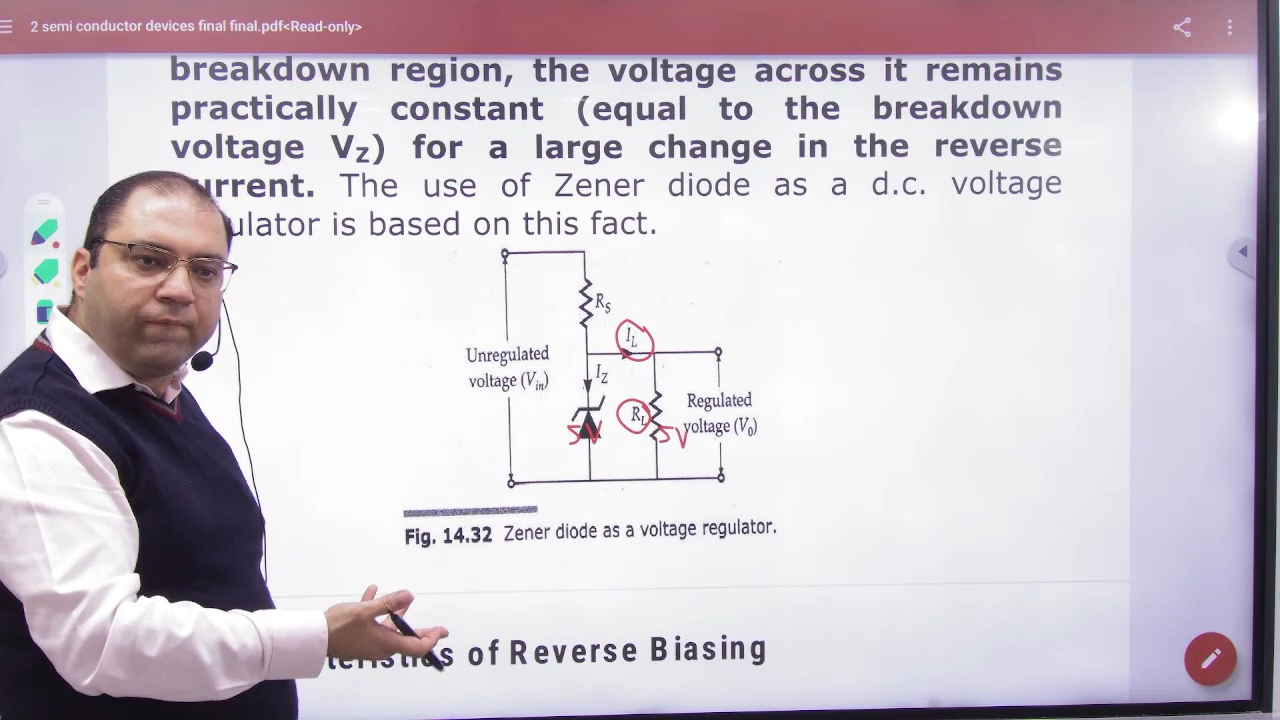 2 semi conductor devices final final.pdf<Read-only>
breakdown region, the voltage across it remains
practically constant (equal to the breakdown
voltage VZ) for a large change in the reverse
The use of Zener diode as a d.c. voltage
is based on this fact.
RS
IL
Unregulated
voltage (Vin)
IZ
RL
Regulated
voltage (V0)
5V
5V
Fig. 14.32 Zener diode as a voltage regulator.
of Reverse Biasing